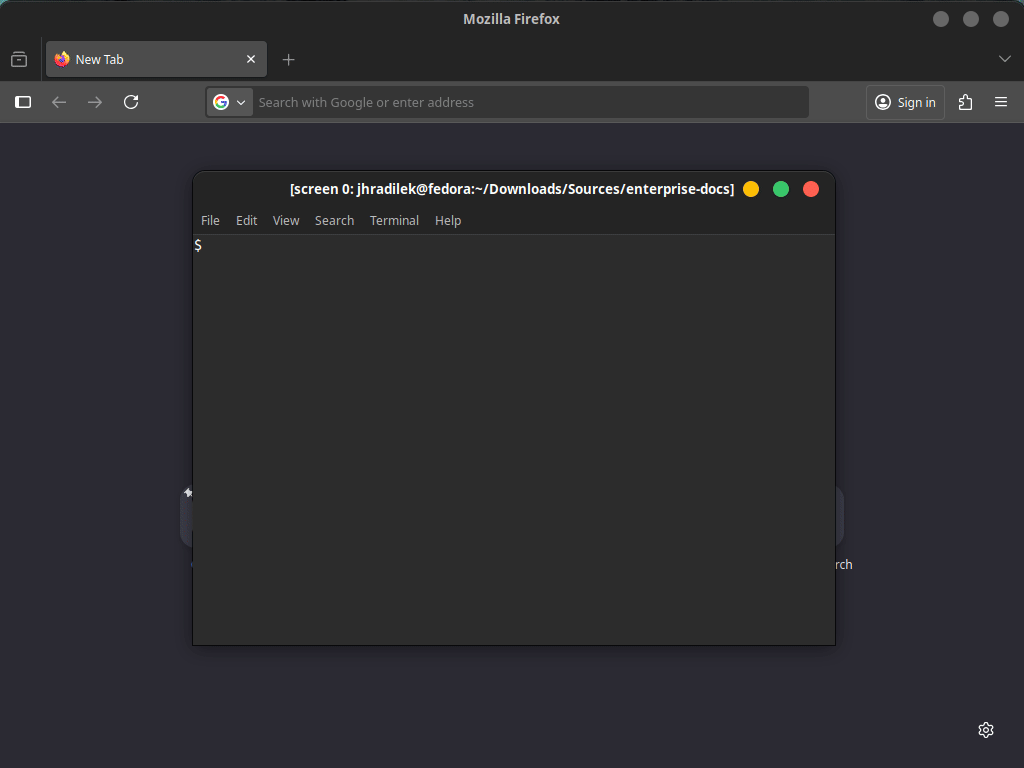 Mozilla Firefox
New Tab
Search with Google or enter address
Sign in
[screen 0: jhradilek@fedora:~/Downloads/Sources/enterprise-docs]
File Edit View Search Terminal Help
$
rch